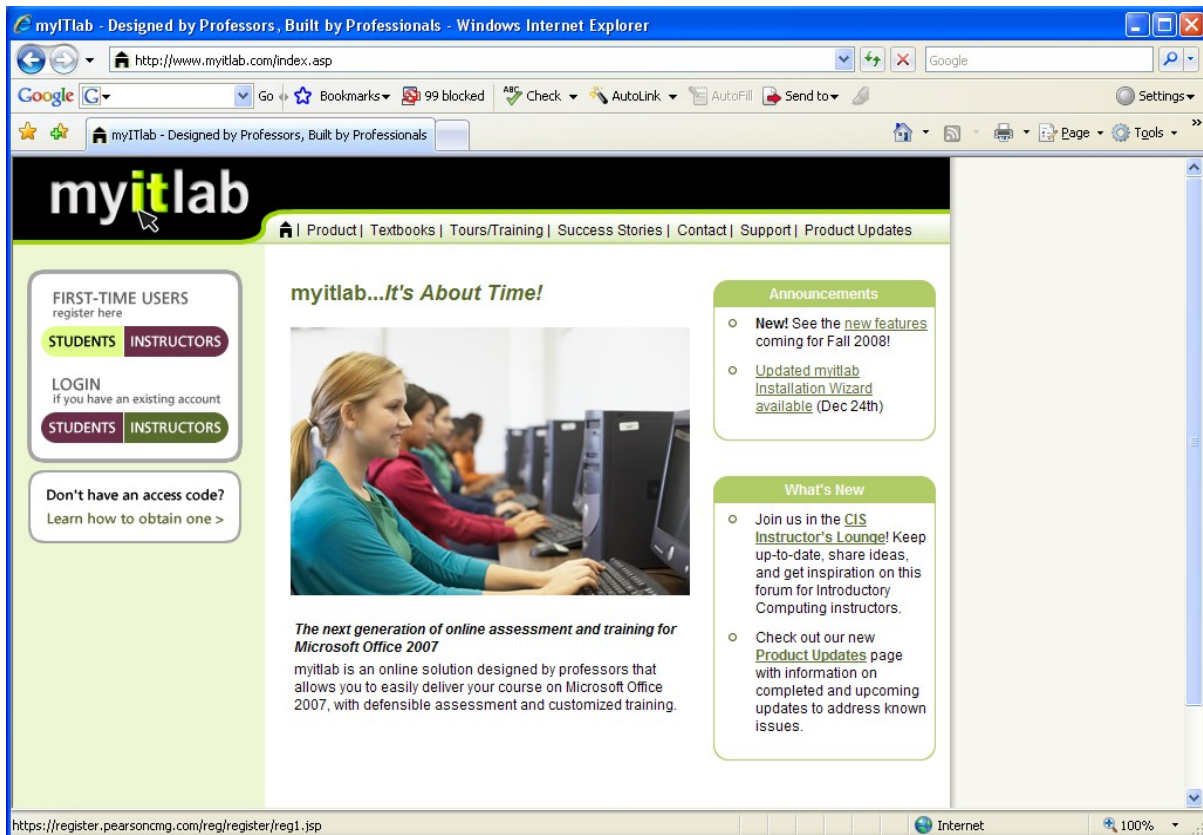 myITlab - Designed by Professors, Built by Professionals - Windows Internet Explorer
http://www.myitlab.com/index.asp
Google
Google G Go Bookmarks 99 blocked ABC Check AutoLink AutoFill Send to Settings
myITlab - Designed by Professors, Built by Professionals
Page Tools »
myitlab
| Product | Textbooks | Tours/Training | Success Stories | Contact | Support | Product Updates
FIRST-TIME USERS
register here
STUDENTS INSTRUCTORS
LOGIN
if you have an existing account
STUDENTS INSTRUCTORS
Don't have an access code?
Learn how to obtain one >
myitlab...It's About Time!
The next generation of online assessment and training for
Microsoft Office 2007
myitlab is an online solution designed by professors that
allows you to easily deliver your course on Microsoft Office
2007, with defensible assessment and customized training.
Announcements
New! See the new features
coming for Fall 2008!
Updated myitlab
Installation Wizard
available (Dec 24th)
What's New
Join us in the CIS
Instructor's Lounge! Keep
up-to-date, share ideas,
and get inspiration on this
forum for Introductory
Computing instructors.
Check out our new
Product Updates page
with information on
completed and upcoming
updates to address known
issues.
https://register.pearsoncmg.com/reg/register/reg1.jsp
Internet
100%